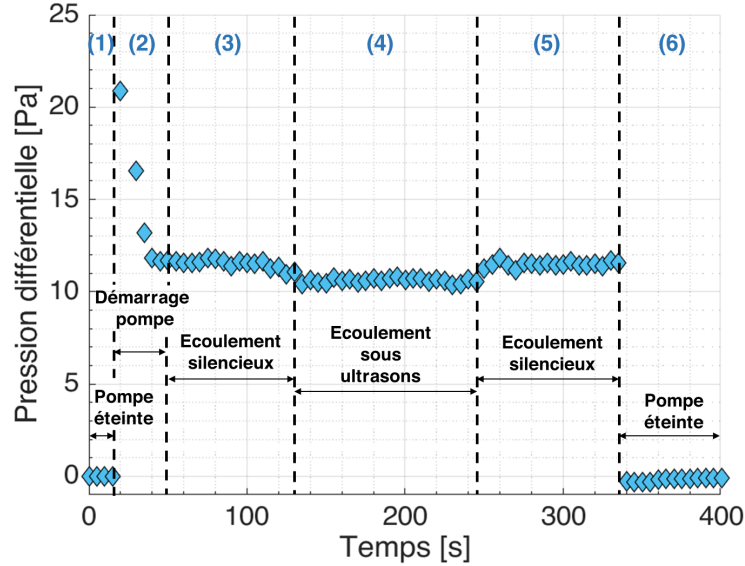 25
20
15
10
5
0
Pression différentielle [Pa]
(1) (2) (3) (4) (5) (6)
Démarrage
pompe
Pompe
éteinte
Ecoulement
silencieux
Ecoulement
sous
ultrasons
Ecoulement
silencieux
Pompe
éteinte
0 100 200 300 400
Temps [s]